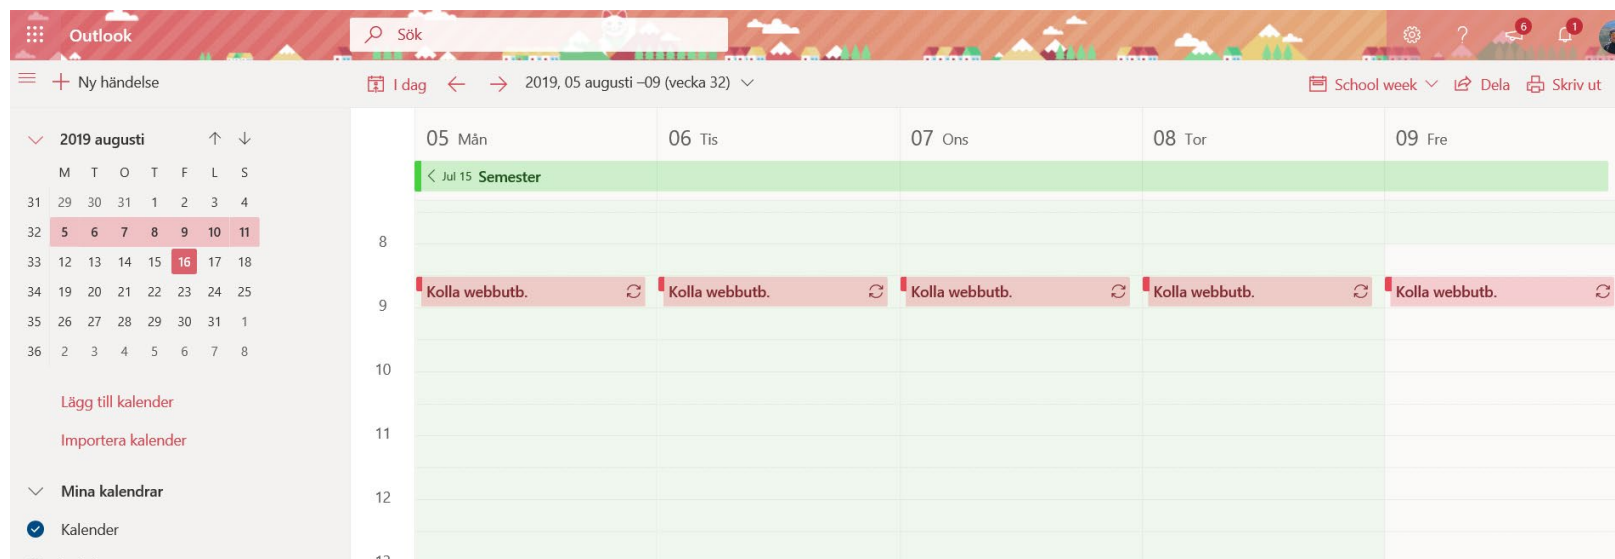 Outlook
Sök
6
1
Ny händelse
I dag
2019, 05 augusti –09 (vecka 32)
School week
Dela
Skriv ut
2019 augusti
M T O T F L S
31 29 30 31 1 2 3 4
32 5 6 7 8 9 10 11
33 12 13 14 15 16 17 18
34 19 20 21 22 23 24 25
35 26 27 28 29 30 31 1
36 2 3 4 5 6 7 8
Lägg till kalender
Importera kalender
Mina kalendrar
Kalender
05 Mån
06 Tis
07 Ons
08 Tor
09 Fre
Jul 15 Semester
8
Kolla webbutb.
Kolla webbutb.
Kolla webbutb.
Kolla webbutb.
Kolla webbutb.
9
10
11
12